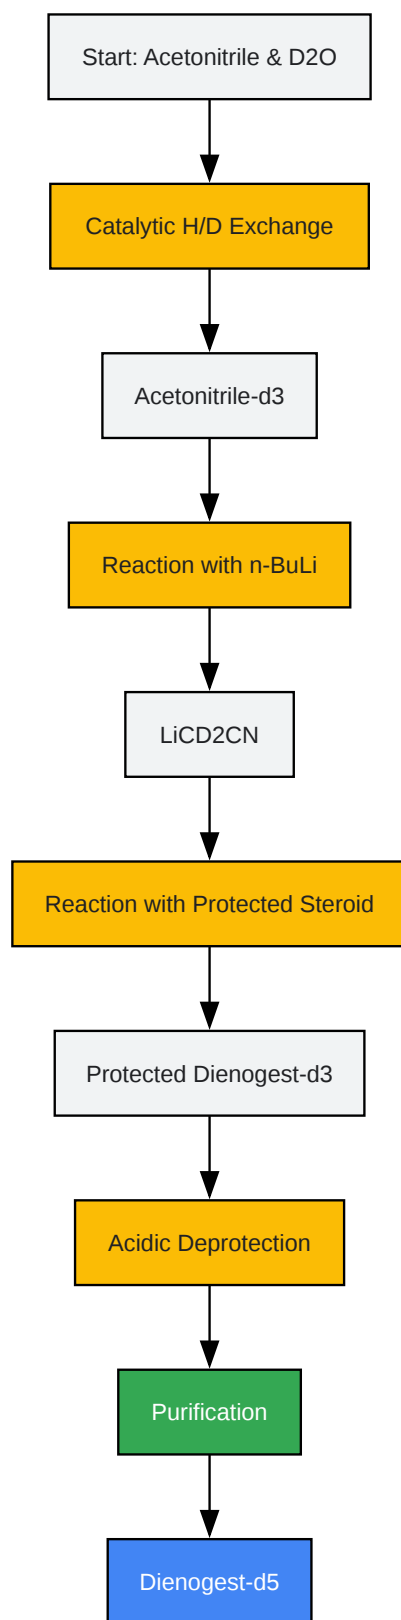 Start: Acetonitrile & D2O
Catalytic H/D Exchange
Acetonitrile-d3
Reaction with n-BuLi
LiCD2CN
Reaction with Protected Steroid
Protected Dienogest-d3
Acidic Deprotection
Purification
Dienogest-d5